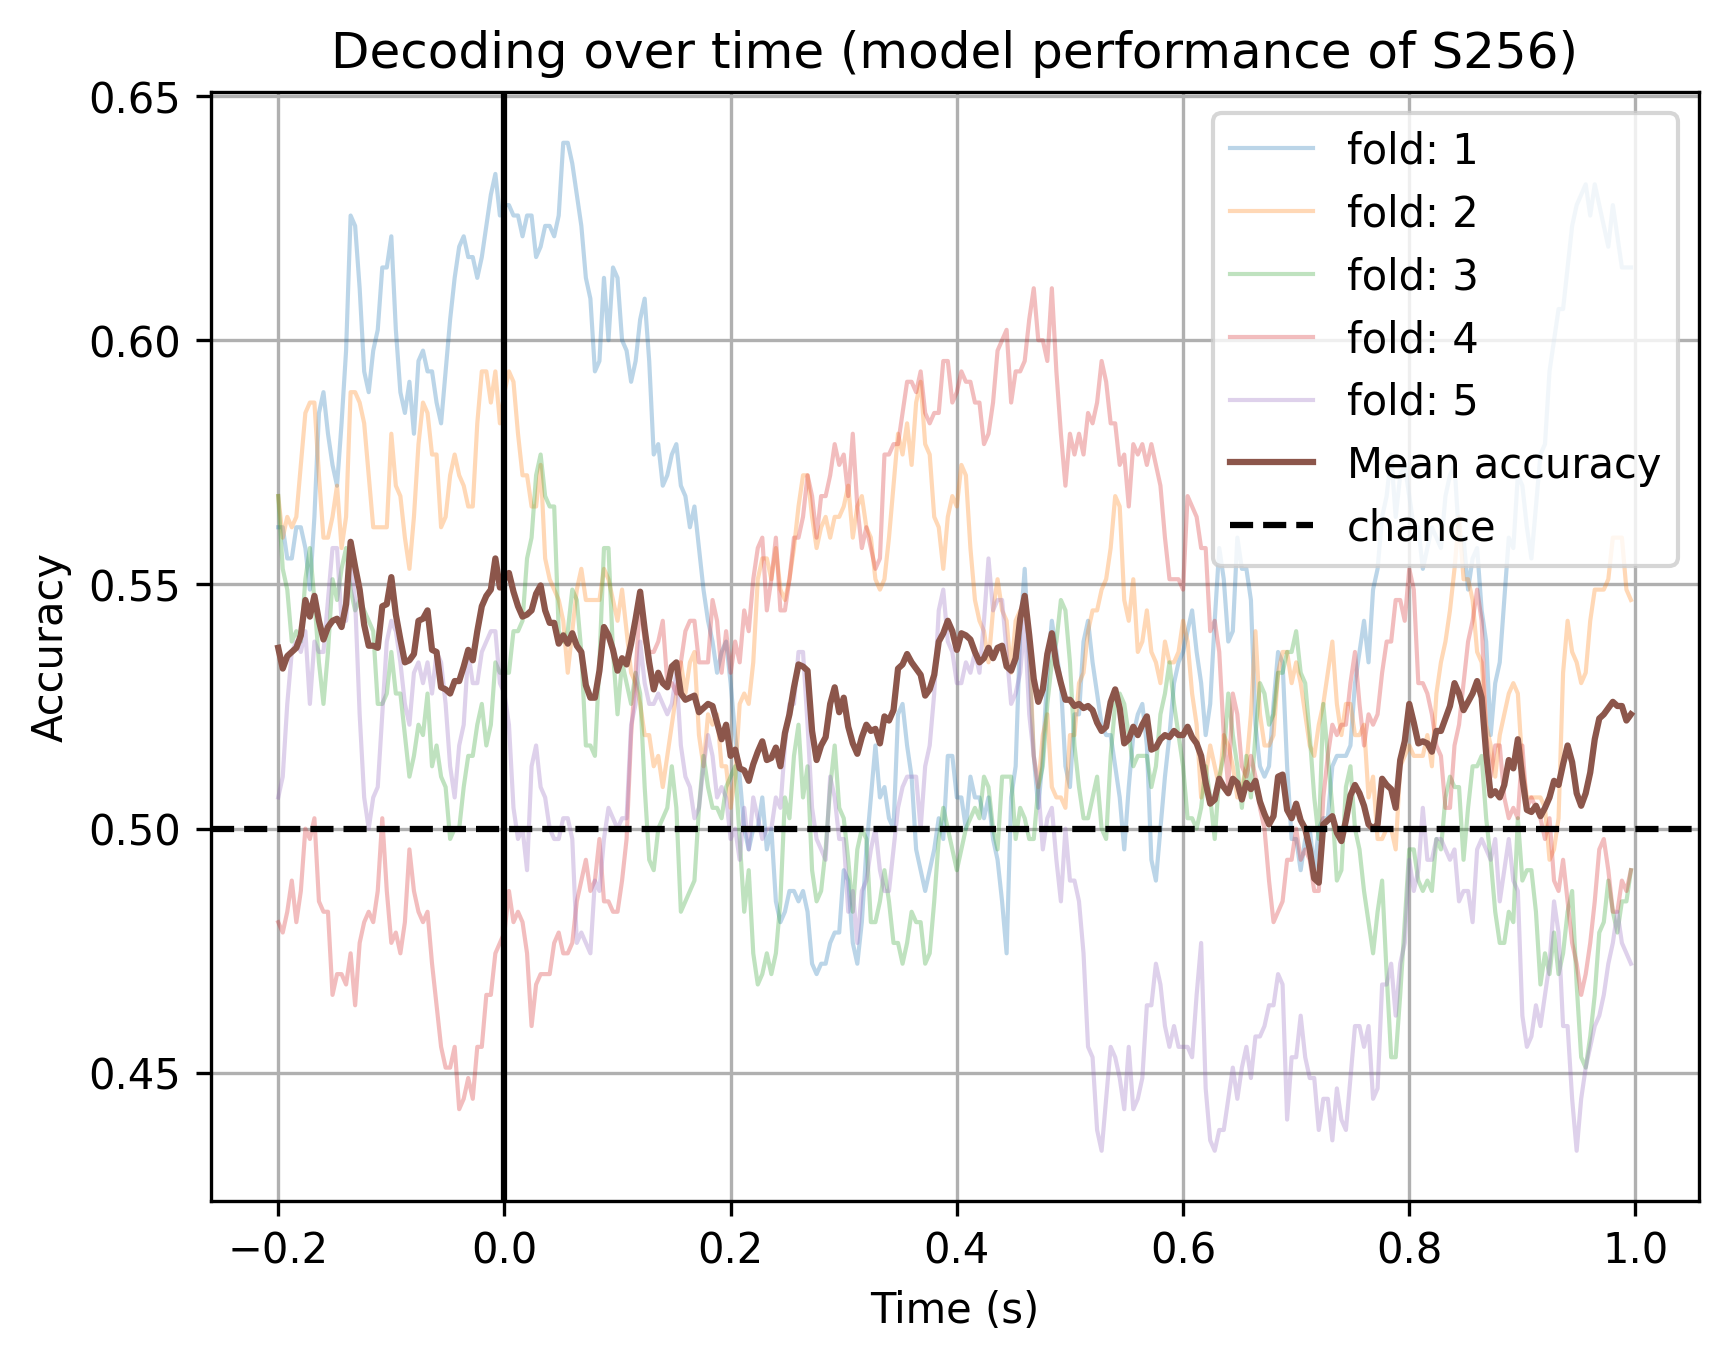 Decoding over time (model performance of S256)
0.65
0.60
0.55
0.50
0.45
Accuracy
fold: 1
fold: 2
fold: 3
fold: 4
fold: 5
Mean accuracy
chance
−0.2 0.0 0.2 0.4 0.6 0.8 1.0
Time (s)